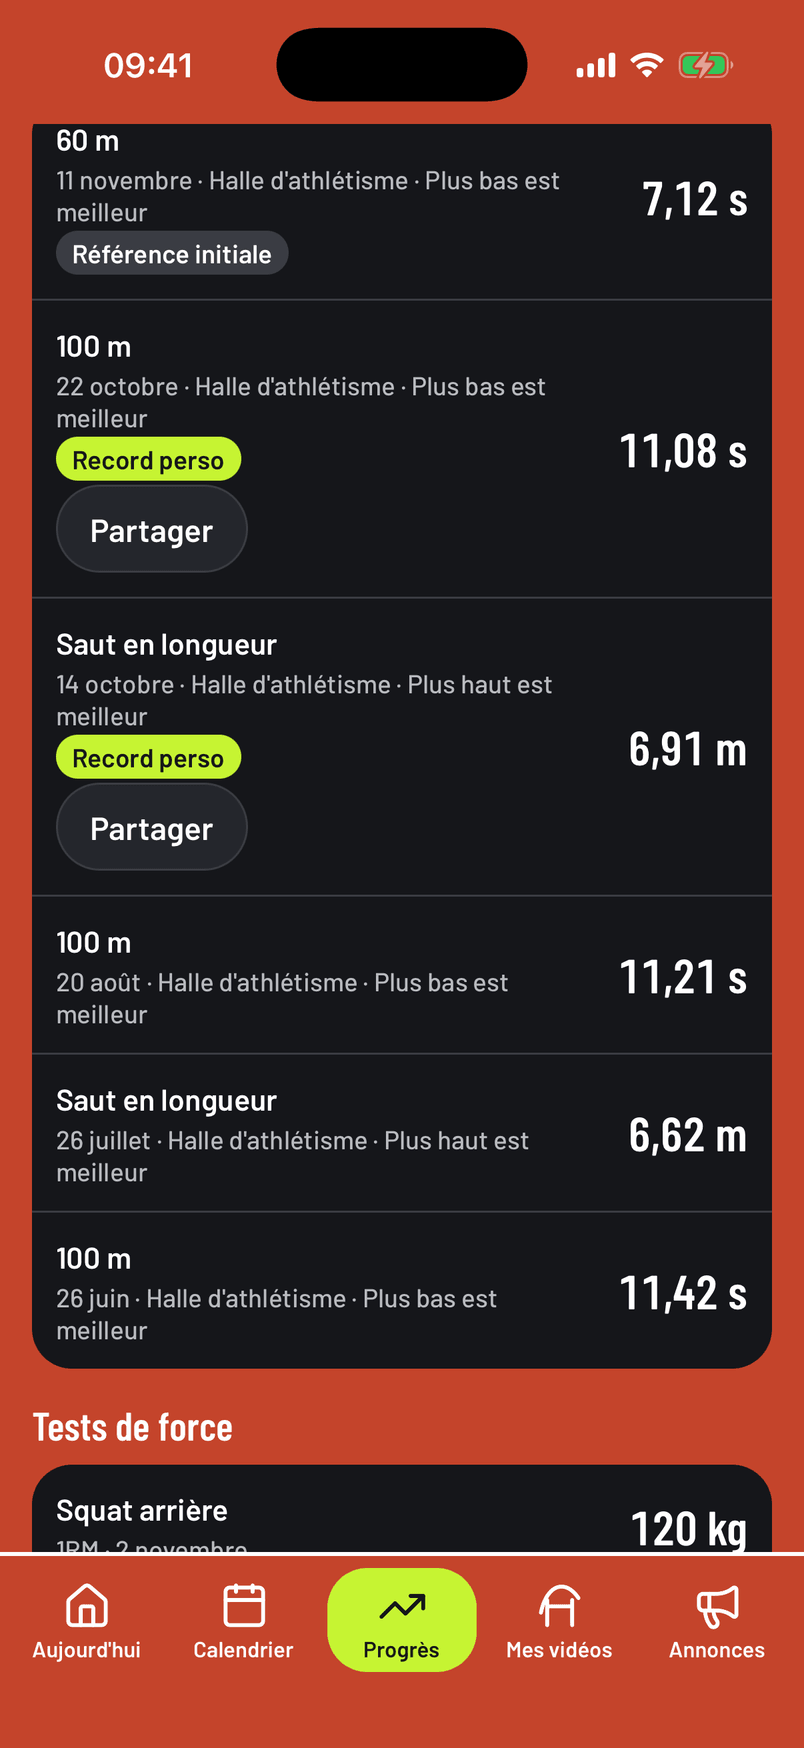 09:41
60 m
11 novembre · Halle d'athlétisme · Plus bas est
meilleur
7,12 s
Référence initiale
100 m
22 octobre · Halle d'athlétisme · Plus bas est
meilleur
Record perso
11,08 s
Partager
Saut en longueur
14 octobre · Halle d'athlétisme · Plus haut est
meilleur
Record perso
6,91 m
Partager
100 m
20 août · Halle d'athlétisme · Plus bas est
meilleur
11,21 s
Saut en longueur
26 juillet · Halle d'athlétisme · Plus haut est
meilleur
6,62 m
100 m
26 juin · Halle d'athlétisme · Plus bas est
meilleur
11,42 s
Tests de force
Squat arrière
120 kg
1RM · 2 novembre
Aujourd'hui
Calendrier
Progrès
Mes vidéos
Annonces